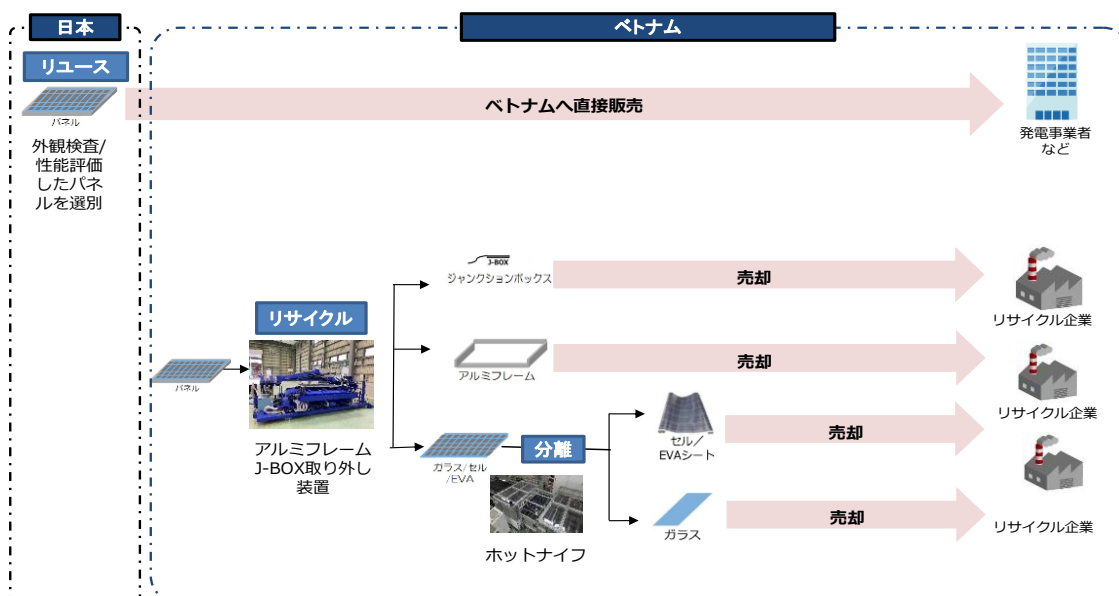 日本
ベトナム
リユース
パネル
外観検査/
性能評価
したパネ
ルを選別
ベトナムへ直接販売
発電事業者
など
J-BOX
ジャンクションボックス
売却
リサイクル企業
リサイクル
パネル
アルミフレーム
J-BOX取り外し
装置
アルミフレーム
売却
リサイクル企業
ガラス/セル
/EVA
分離
ホットナイフ
セル／
EVAシート
売却
ガラス
売却
リサイクル企業